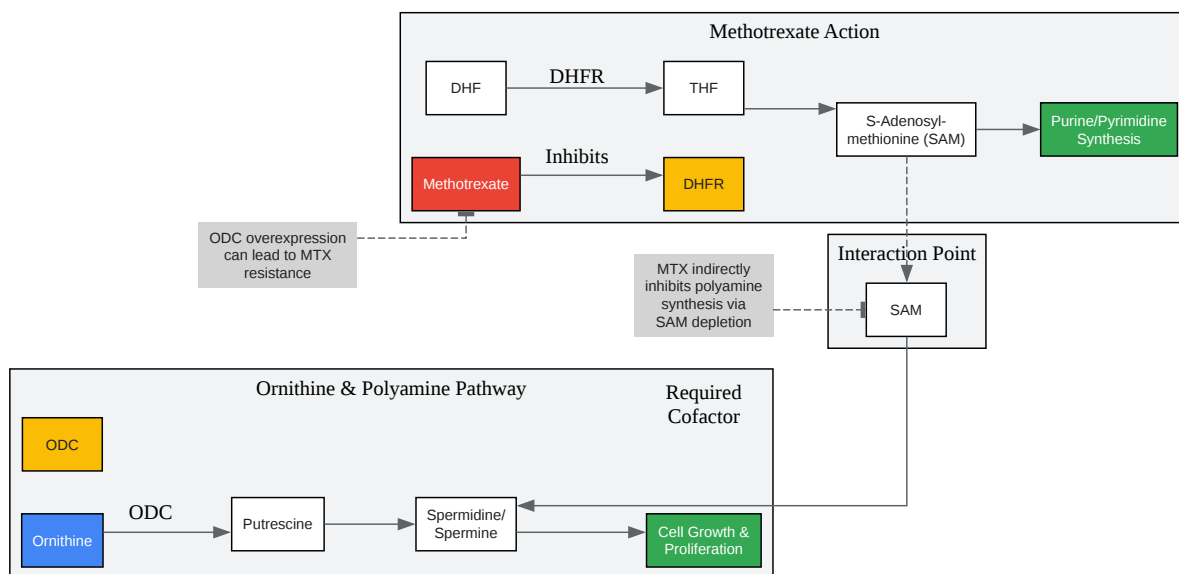 Methotrexate Action
DHF
DHFR
THF
S-Adenosyl-
methionine (SAM)
Purine/Pyrimidine
Synthesis
Methotrexate
Inhibits
DHFR
ODC overexpression
can lead to MTX
resistance
Interaction Point
MTX indirectly
inhibits polyamine
synthesis via
SAM depletion
SAM
Ornithine & Polyamine Pathway
Required
Cofactor
ODC
Ornithine
ODC
Putrescine
Spermidine/
Spermine
Cell Growth &
Proliferation